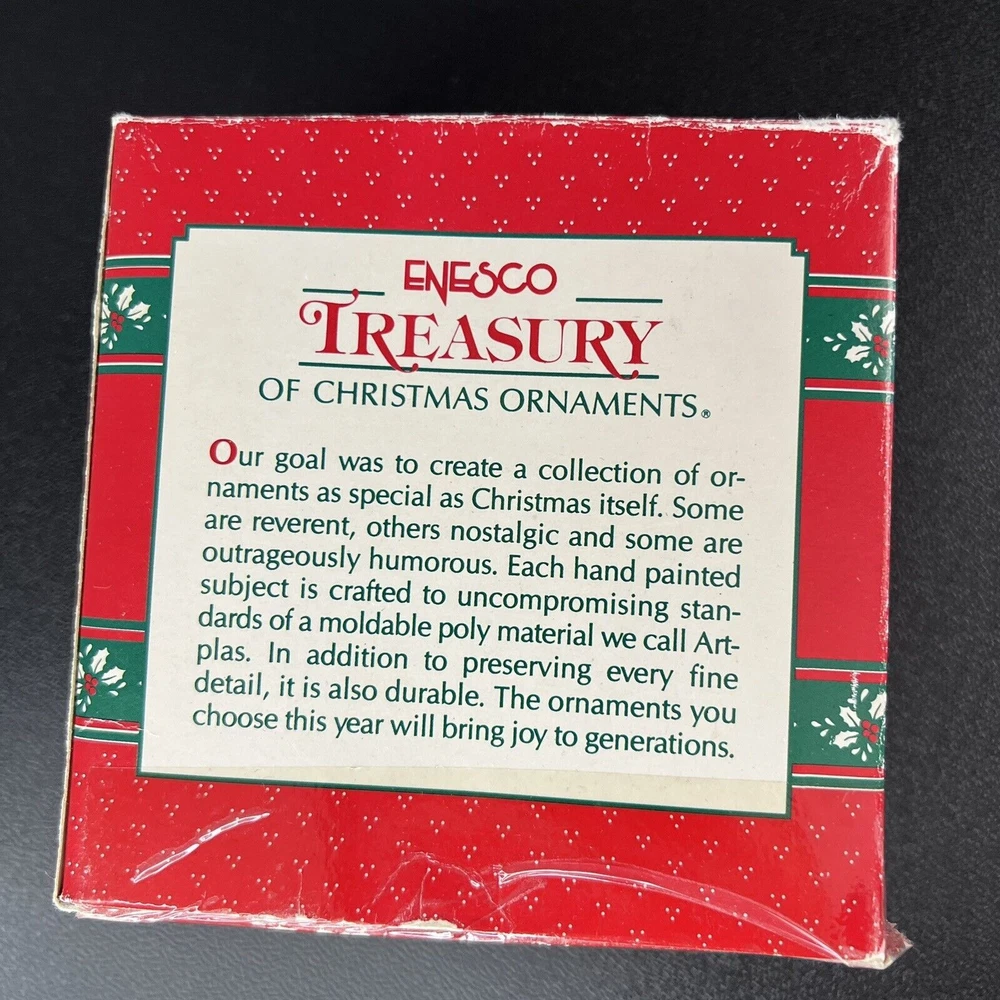 ENESCO
TREASURY
OF CHRISTMAS ORNAMENTS®
Our goal was to create a collection of or-
naments as special as Christmas itself. Some
are reverent, others nostalgic and some are
outrageously humorous. Each hand painted
subject is crafted to uncompromising stan-
dards of a moldable poly material we call Art-
plas. In addition to preserving every fine
detail, it is also durable. The ornaments you
choose this year will bring joy to generations.